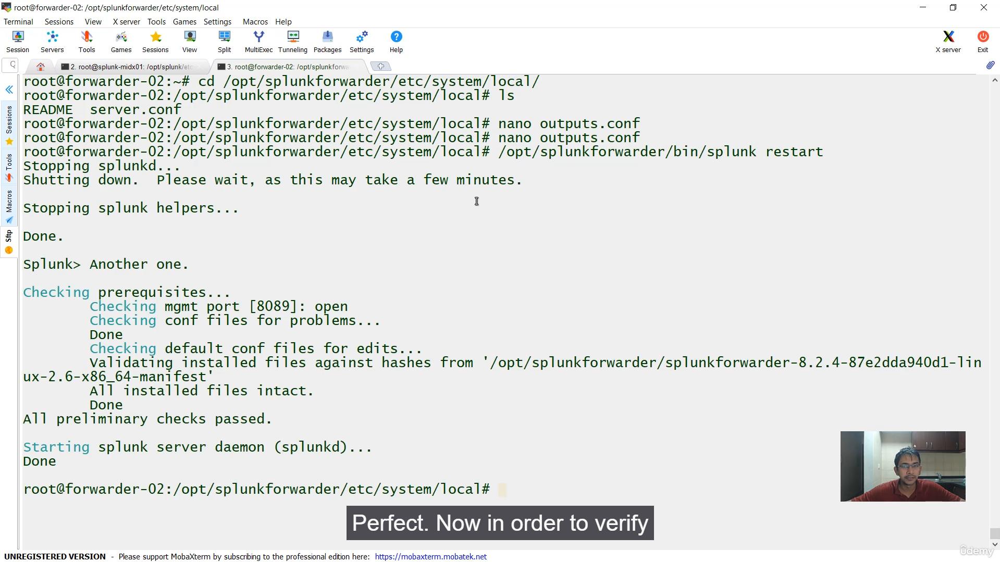 root@forwarder-02: /opt/splunkforwarder/etc/system/local
Terminal Sessions View X server Tools Games Settings Macros Help
Session Servers Tools Games Sessions View Split MultiExec Tunneling Packages Settings Help X server Exit
2. root@splunk-midx01: /opt/splunk/etc
3. root@forwarder-02: /opt/splunkforwa
Sessions
Tools
Macros
Sftp
root@forwarder-02:~# cd /opt/splunkforwarder/etc/system/local/
root@forwarder-02:/opt/splunkforwarder/etc/system/local# ls
README server.conf
root@forwarder-02:/opt/splunkforwarder/etc/system/local# nano outputs.conf
root@forwarder-02:/opt/splunkforwarder/etc/system/local# nano outputs.conf
root@forwarder-02:/opt/splunkforwarder/etc/system/local# /opt/splunkforwarder/bin/splunk restart
Stopping splunkd...
Shutting down. Please wait, as this may take a few minutes.
Stopping splunk helpers...
Done.
Splunk> Another one.
Checking prerequisites...
Checking mgmt port [8089]: open
Checking conf files for problems...
Done
Checking default conf files for edits...
Validating installed files against hashes from '/opt/splunkforwarder/splunkforwarder-8.2.4-87e2dda940d1-lin
ux-2.6-x86_64-manifest'
All installed files intact.
Done
All preliminary checks passed.
Starting splunk server daemon (splunkd)...
Done
root@forwarder-02:/opt/splunkforwarder/etc/system/local#
Perfect. Now in order to verify
UNREGISTERED VERSION - Please support MobaXterm by subscribing to the professional edition here: https://mobaxterm.mobatek.net
ûdemy